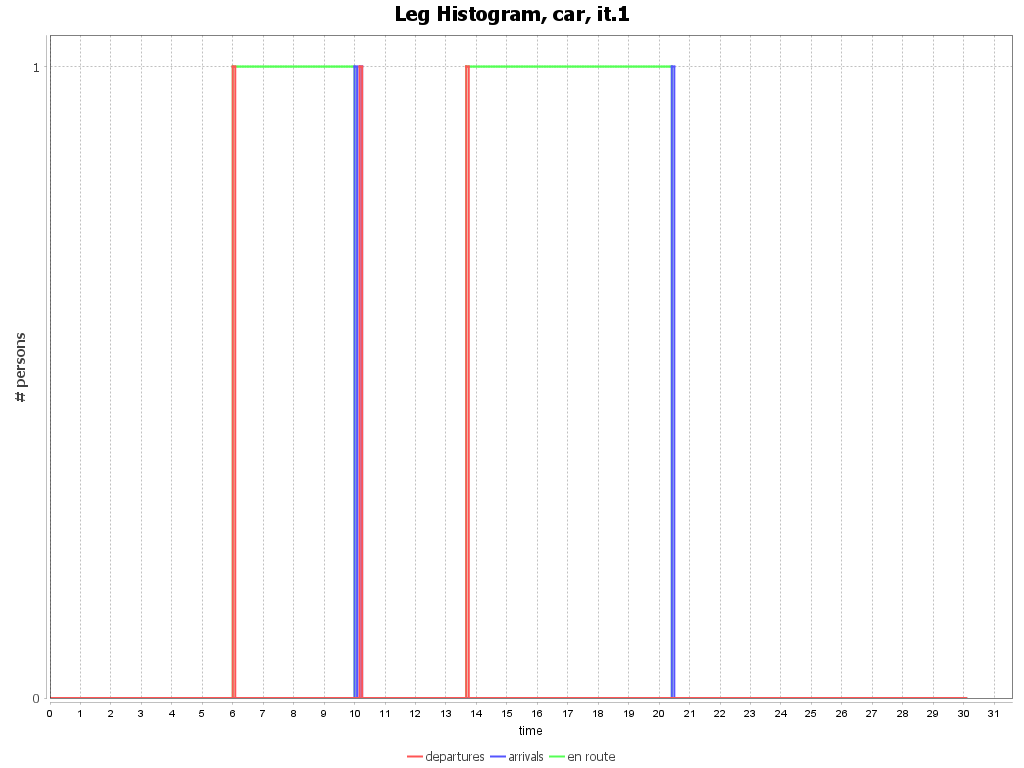 Leg Histogram, car, it.1
1
# persons
0
0 1 2 3 4 5 6 7 8 9 10 11 12 13 14 15 16 17 18 19 20 21 22 23 24 25 26 27 28 29 30 31
time
departures arrivals en route